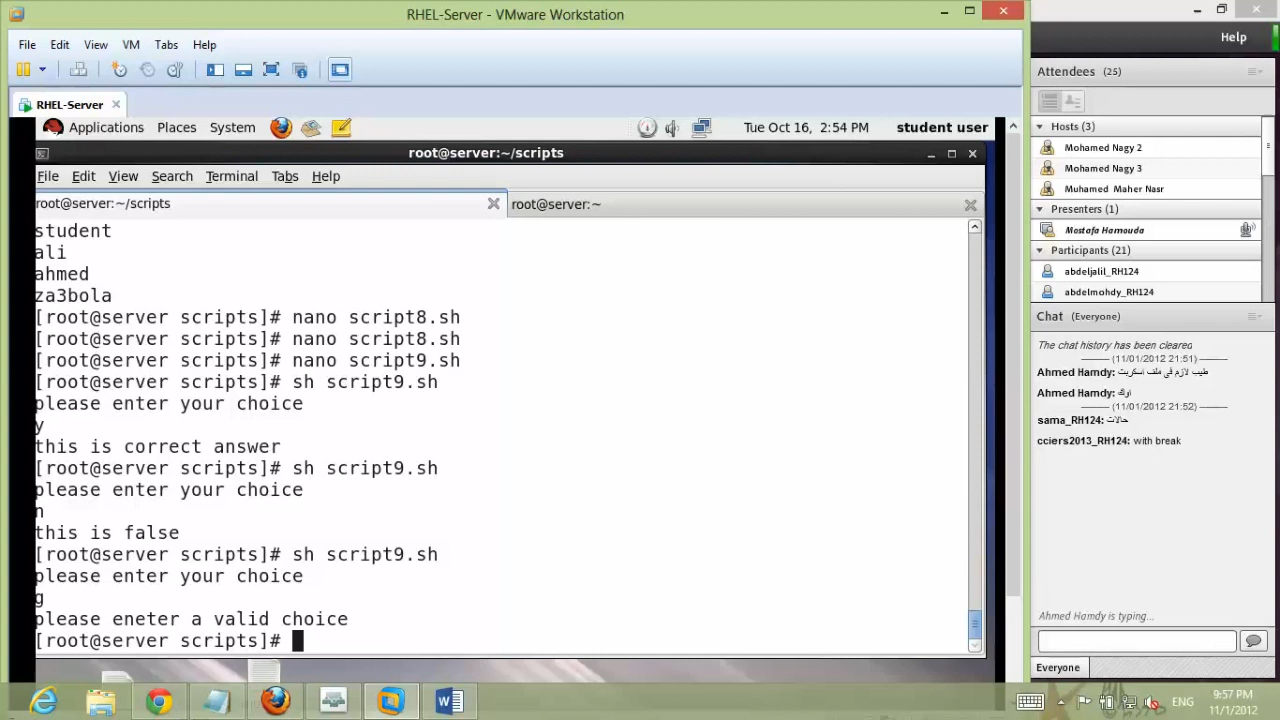 RHEL-Server - VMware Workstation
File Edit View VM Tabs Help
RHEL-Server
Applications Places System Tue Oct 16, 2:54 PM student user
root@server:~/scripts
File Edit View Search Terminal Tabs Help
root@server:~/scripts root@server:~
student
ali
ahmed
za3bola
[root@server scripts]# nano script8.sh
[root@server scripts]# nano script8.sh
[root@server scripts]# nano script9.sh
[root@server scripts]# sh script9.sh
please enter your choice
y
this is correct answer
[root@server scripts]# sh script9.sh
please enter your choice
n
this is false
[root@server scripts]# sh script9.sh
please enter your choice
g
please eneter a valid choice
[root@server scripts]#
Help
Attendees (25)
Hosts (3)
Mohamed Nagy 2
Mohamed Nagy 3
Muhamed Maher Nasr
Presenters (1)
Mostafa Hamouda
Participants (21)
abdeljalil_RH124
abdelmohdy_RH124
Chat (Everyone)
The chat history has been cleared
------- (11/01/2012 21:51) -------
Ahmed Hamdy: طيب لازم فى ملف اسكربت
Ahmed Hamdy: اوك
------- (11/01/2012 21:52) -------
sama_RH124: حالات
cciers2013_RH124: with break
Ahmed Hamdy is typing...
Everyone
ENG
9:57 PM
11/1/2012